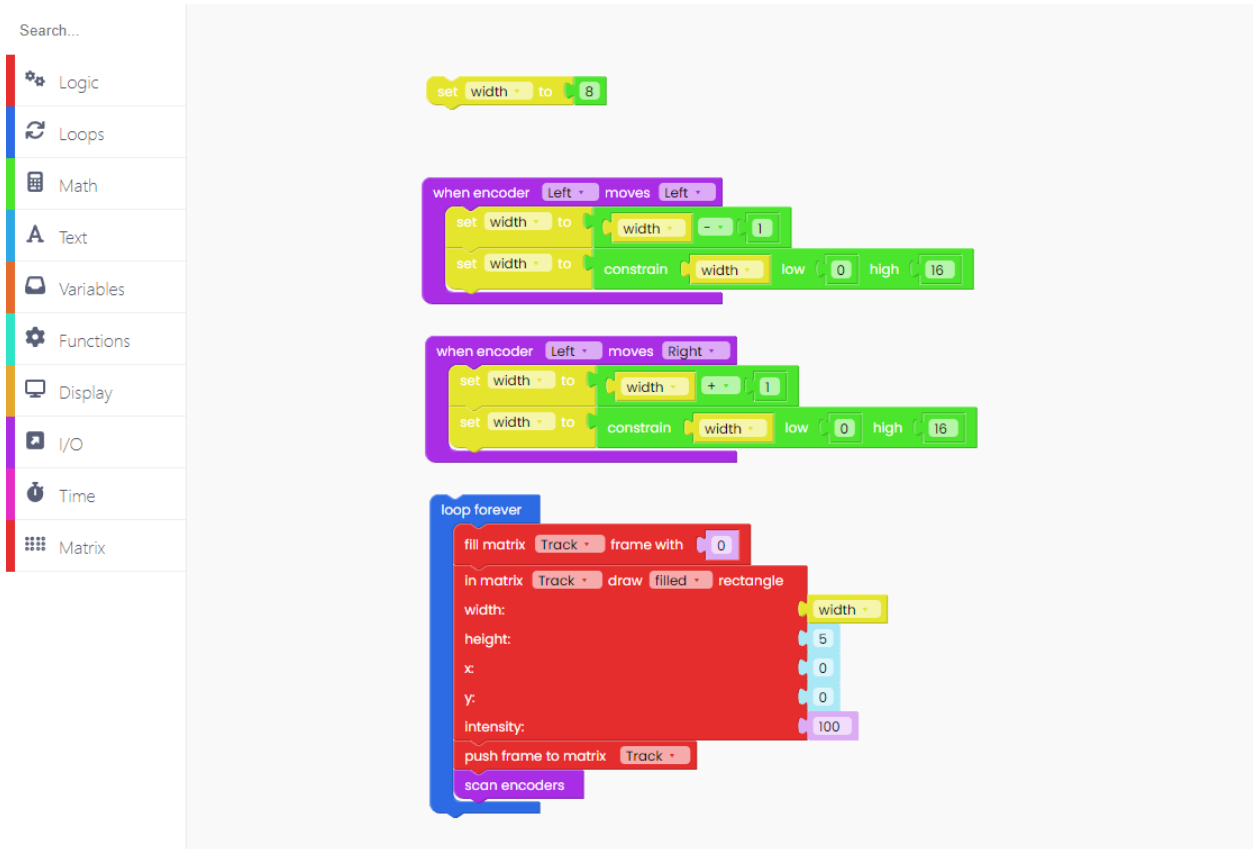 Search...
Logic
Loops
Math
Text
Variables
Functions
Display
I/O
Time
Matrix
set width to 8
when encoder Left moves Left
set width to width - 1
set width to constrain width low 0 high 16
when encoder Left moves Right
set width to width + 1
set width to constrain width low 0 high 16
loop forever
fill matrix Track frame with 0
in matrix Track draw filled rectangle
width: width
height: 5
x: 0
y: 0
intensity: 100
push frame to matrix Track
scan encoders